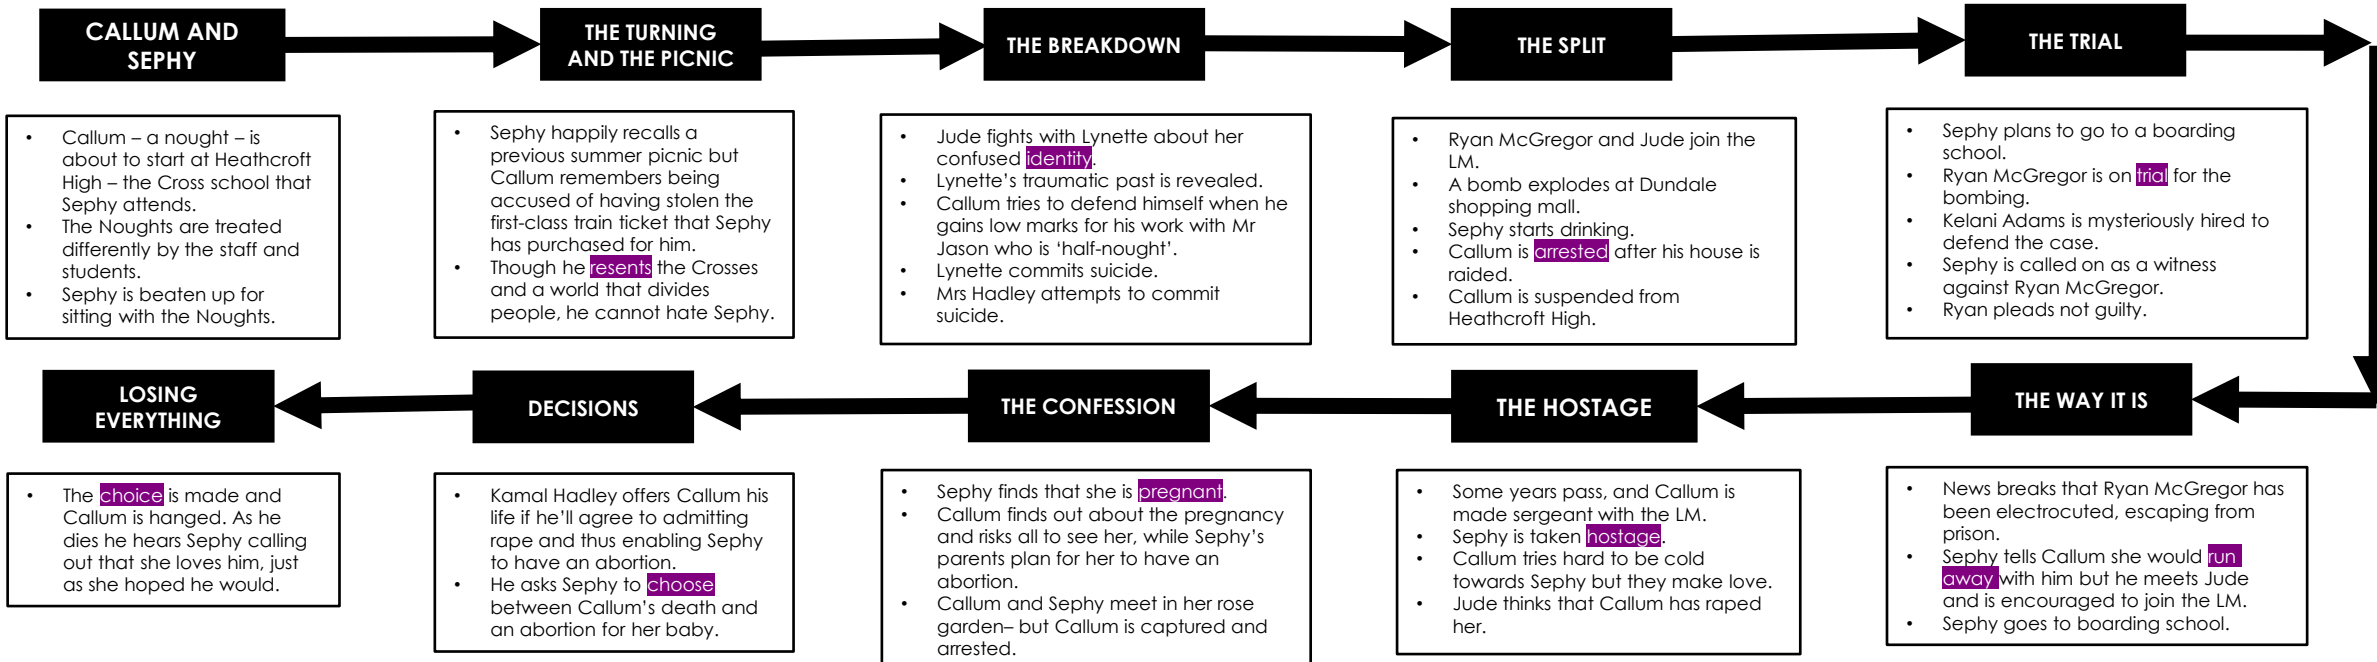 CALLUM AND
SEPHY
THE TURNING
AND THE PICNIC
THE BREAKDOWN
THE SPLIT
THE TRIAL
• Callum – a nought – is
about to start at Heathcroft
High – the Cross school that
Sephy attends.
• The Noughts are treated
differently by the staff and
students.
• Sephy is beaten up for
sitting with the Noughts.
• Sephy happily recalls a
previous summer picnic but
Callum remembers being
accused of having stolen the
first-class train ticket that Sephy
has purchased for him.
• Though he resents the Crosses
and a world that divides
people, he cannot hate Sephy.
• Jude fights with Lynette about her
confused identity.
• Lynette's traumatic past is revealed.
• Callum tries to defend himself when he
gains low marks for his work with Mr
Jason who is 'half-nought'.
• Lynette commits suicide.
• Mrs Hadley attempts to commit
suicide.
• Ryan McGregor and Jude join the
LM.
• A bomb explodes at Dundale
shopping mall.
• Sephy starts drinking.
• Callum is arrested after his house is
raided.
• Callum is suspended from
Heathcroft High.
• Sephy plans to go to a boarding
school.
• Ryan McGregor is on trial for the
bombing.
• Kelani Adams is mysteriously hired to
defend the case.
• Sephy is called on as a witness
against Ryan McGregor.
• Ryan pleads not guilty.
LOSING
EVERYTHING
DECISIONS
THE CONFESSION
THE HOSTAGE
THE WAY IT IS
• The choice is made and
Callum is hanged. As he
dies he hears Sephy calling
out that she loves him, just
as she hoped he would.
• Kamal Hadley offers Callum his
life if he'll agree to admitting
rape and thus enabling Sephy
to have an abortion.
• He asks Sephy to choose
between Callum's death and
an abortion for her baby.
• Sephy finds that she is pregnant.
• Callum finds out about the pregnancy
and risks all to see her, while Sephy's
parents plan for her to have an
abortion.
• Callum and Sephy meet in her rose
garden– but Callum is captured and
arrested.
• Some years pass, and Callum is
made sergeant with the LM.
• Sephy is taken hostage.
• Callum tries hard to be cold
towards Sephy but they make love.
• Jude thinks that Callum has raped
her.
• News breaks that Ryan McGregor has
been electrocuted, escaping from
prison.
• Sephy tells Callum she would run
away with him but he meets Jude
and is encouraged to join the LM.
• Sephy goes to boarding school.